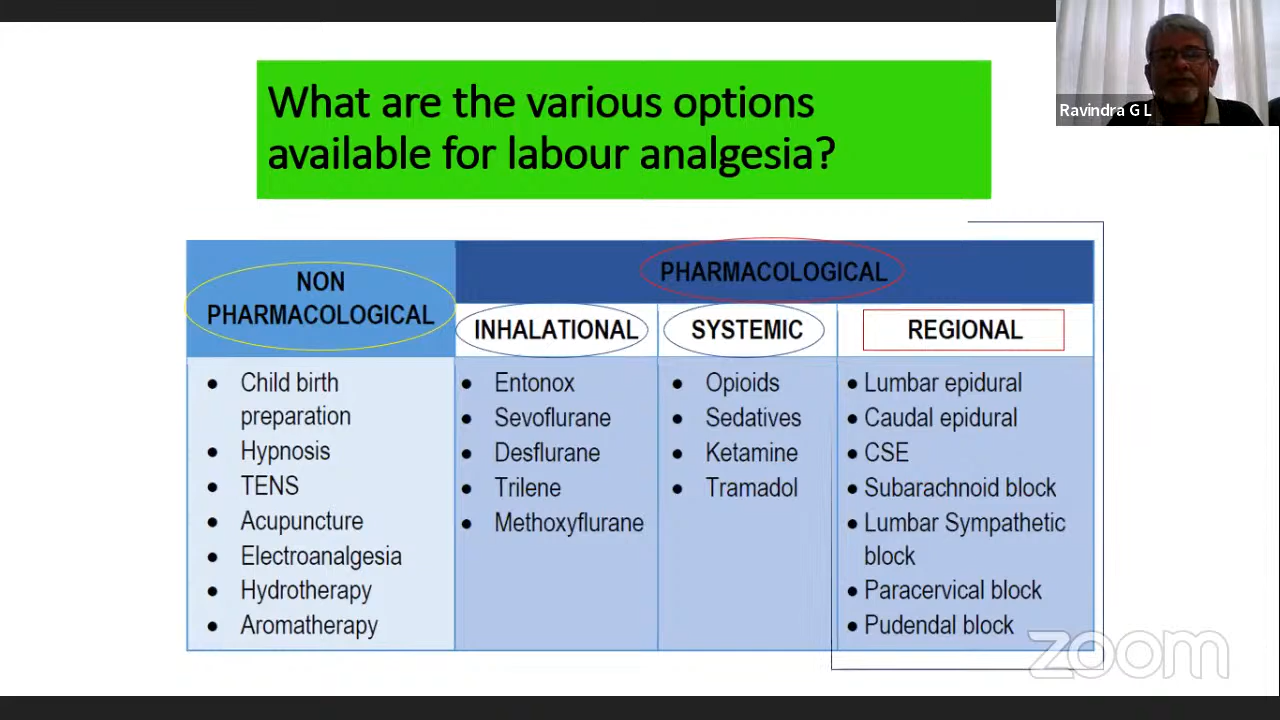 What are the various options
available for labour analgesia?
Ravindra G L
NON
PHARMACOLOGICAL
PHARMACOLOGICAL
INHALATIONAL
SYSTEMIC
REGIONAL
• Child birth
preparation
• Hypnosis
• TENS
• Acupuncture
• Electroanalgesia
• Hydrotherapy
• Aromatherapy
• Entonox
• Sevoflurane
• Desflurane
• Trilene
• Methoxyflurane
• Opioids
• Sedatives
• Ketamine
• Tramadol
• Lumbar epidural
• Caudal epidural
• CSE
• Subarachnoid block
• Lumbar Sympathetic
block
• Paracervical block
• Pudendal block
zoom